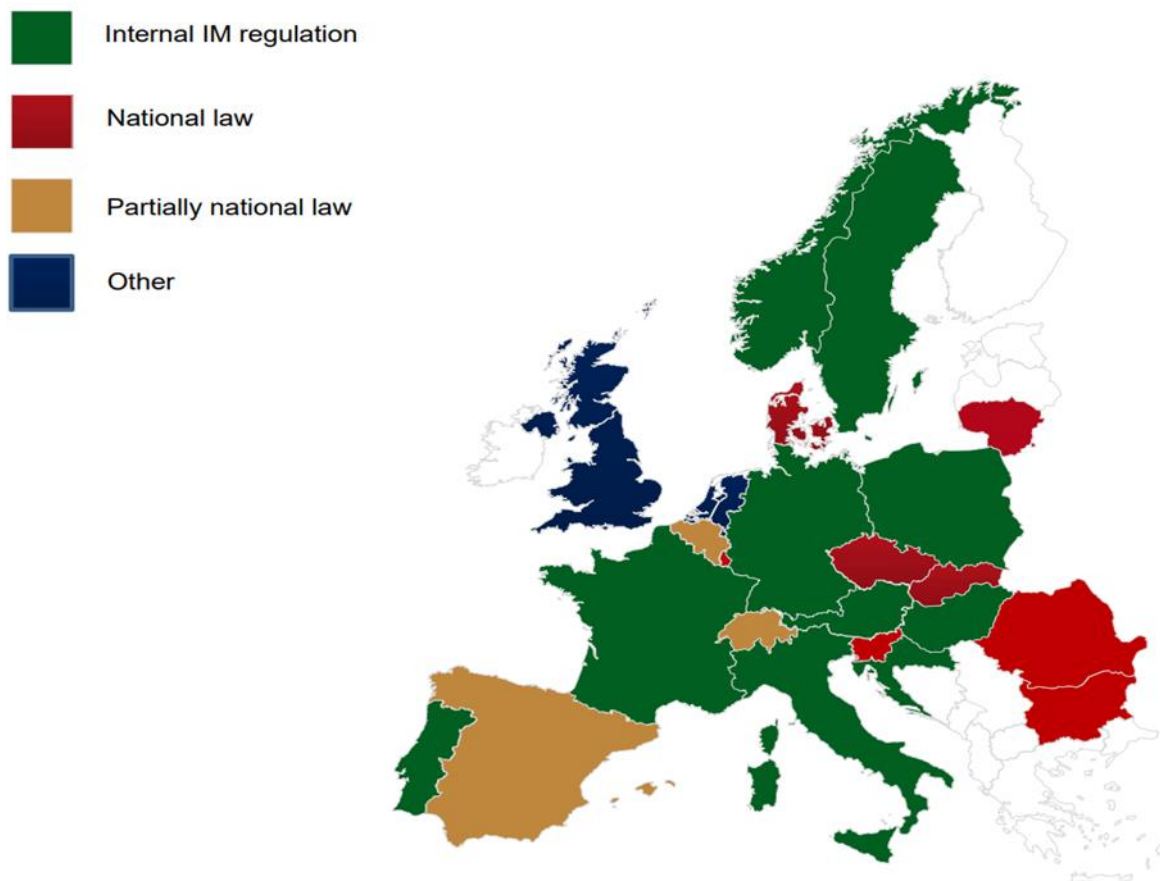 Internal IM regulation
National law
Partially national law
Other